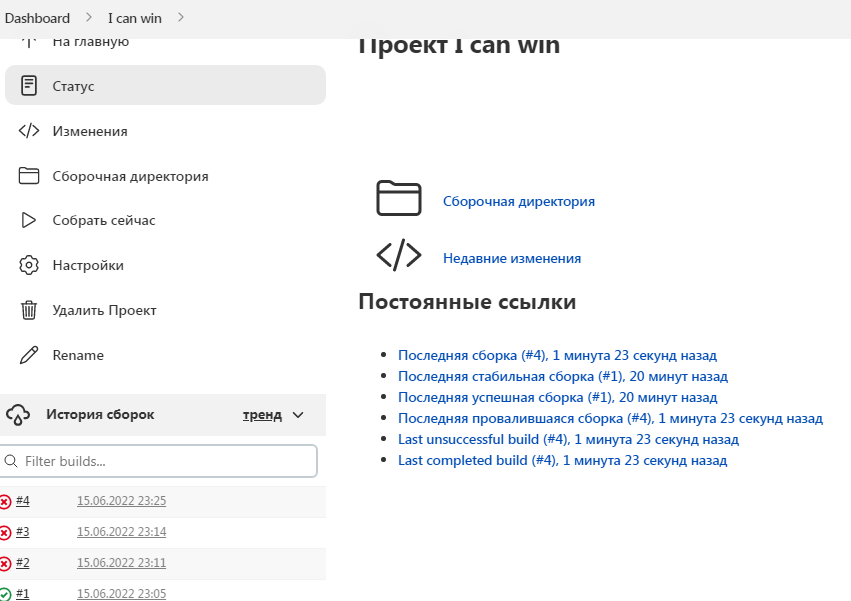 Dashboard > I can win >
На главную
Статус
Изменения
Сборочная директория
Собрать сейчас
Настройки
Удалить Проект
Rename
История сборок тренд
Filter builds...
#4 15.06.2022 23:25
#3 15.06.2022 23:14
#2 15.06.2022 23:11
#1 15.06.2022 23:05
Проект I can win
Сборочная директория
Недавние изменения
Постоянные ссылки
Последняя сборка (#4), 1 минута 23 секунд назад
Последняя стабильная сборка (#1), 20 минут назад
Последняя успешная сборка (#1), 20 минут назад
Последняя провалившаяся сборка (#4), 1 минута 23 секунд назад
Last unsuccessful build (#4), 1 минута 23 секунд назад
Last completed build (#4), 1 минута 23 секунд назад